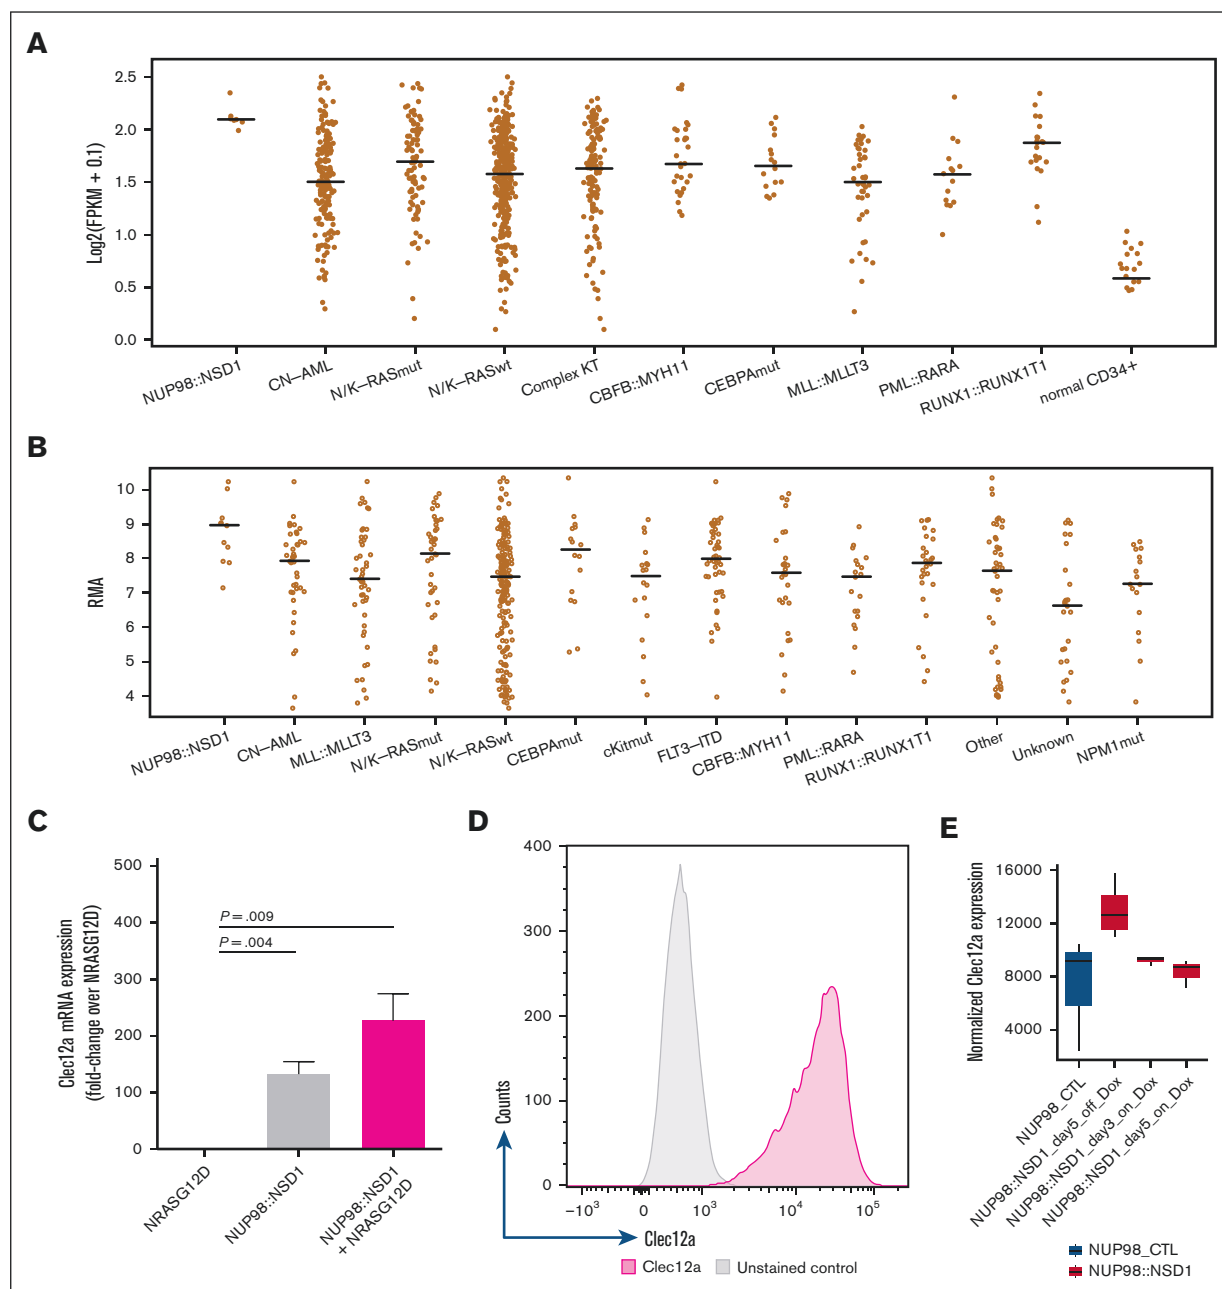 A
Log2(FPKM + 0.1)
2.5
2.0
1.5
1.0
0.5
0.0
NUP98::NSD1
CN–AML
N/K–RASmut
N/K–RASwt
Complex KT
CBFB::MYH11
CEBPAmut
MLL::MLLT3
PML::RARA
RUNX1::RUNX1T1
normal CD34+
B
RMA
10
9
8
7
6
5
4
NUP98::NSD1
CN–AML
MLL::MLLT3
N/K–RASmut
N/K–RASwt
CEBPAmut
cKitmut
FLT3–ITD
CBFB::MYH11
PML::RARA
RUNX1::RUNX1T1
Other
Unknown
NPM1mut
C
Clec12a mRNA expression
(fold-change over NRASG12D)
500
400
300
200
100
0
P = .009
P = .004
NRASG12D
NUP98::NSD1
NUP98::NSD1
+ NRASG12D
D
Counts
400
300
200
100
0
–10³
0
10³
10⁴
10⁵
Clec12a
Clec12a
Unstained control
E
Normalized Clec12a expression
16000
12000
8000
4000
NUP98_CTL
NUP98::NSD1_day5_off_Dox
NUP98::NSD1_day3_on_Dox
NUP98::NSD1_day5_on_Dox
NUP98_CTL
NUP98::NSD1